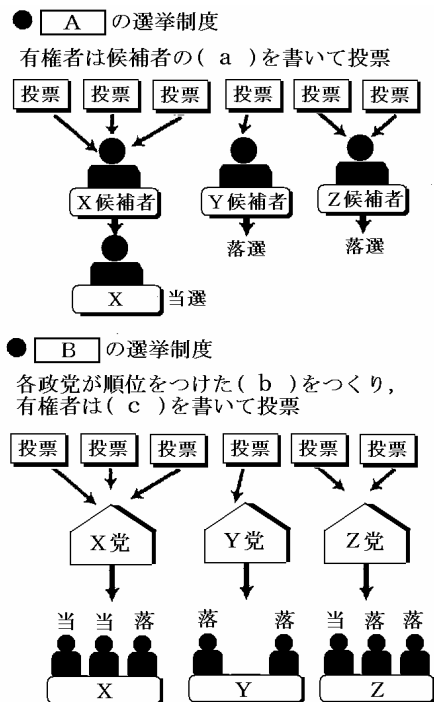 ● A の選挙制度
有権者は候補者の( a )を書いて投票
投票 投票 投票 投票 投票 投票
X候補者 Y候補者 Z候補者
落選 落選
X 当選
● B の選挙制度
各政党が順位をつけた( b )をつくり,
有権者は( c )を書いて投票
投票 投票 投票 投票 投票 投票
X党 Y党 Z党
当 当 落 落 落 当 落 落
X Y Z